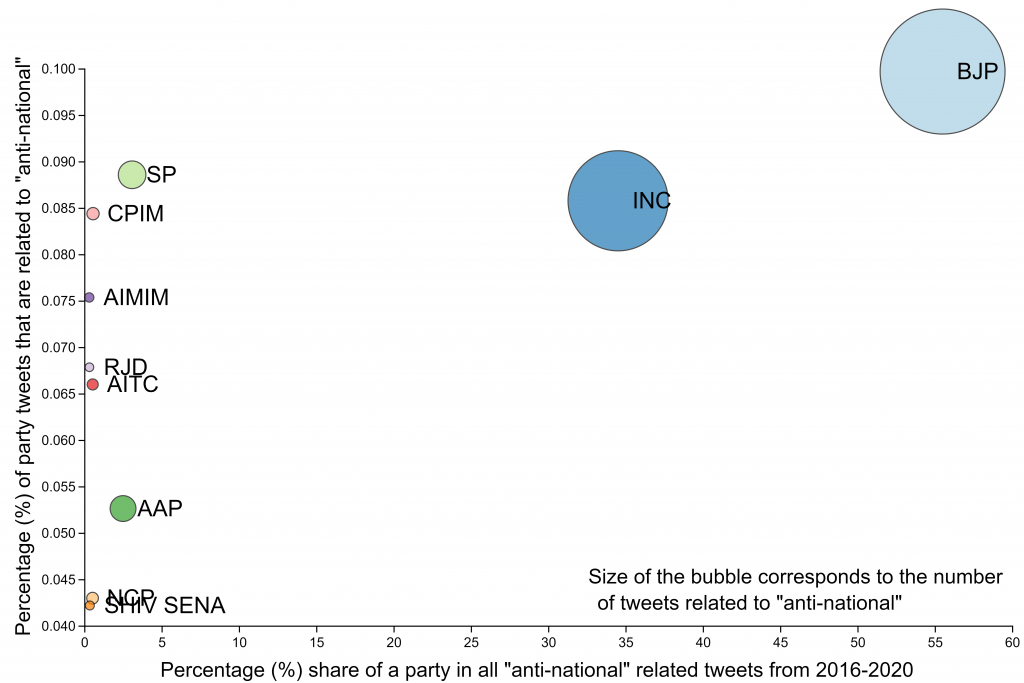 Percentage (%) of party tweets that are related to "anti-national"
0.100
0.095
0.090
0.085
0.080
0.075
0.070
0.065
0.060
0.055
0.050
0.045
0.040
BJP
SP
INC
CPIM
AIMIM
RJD
AITC
AAP
NCP
SHIV SENA
Size of the bubble corresponds to the number
of tweets related to "anti-national"
0 5 10 15 20 25 30 35 40 45 50 55 60
Percentage (%) share of a party in all "anti-national" related tweets from 2016-2020